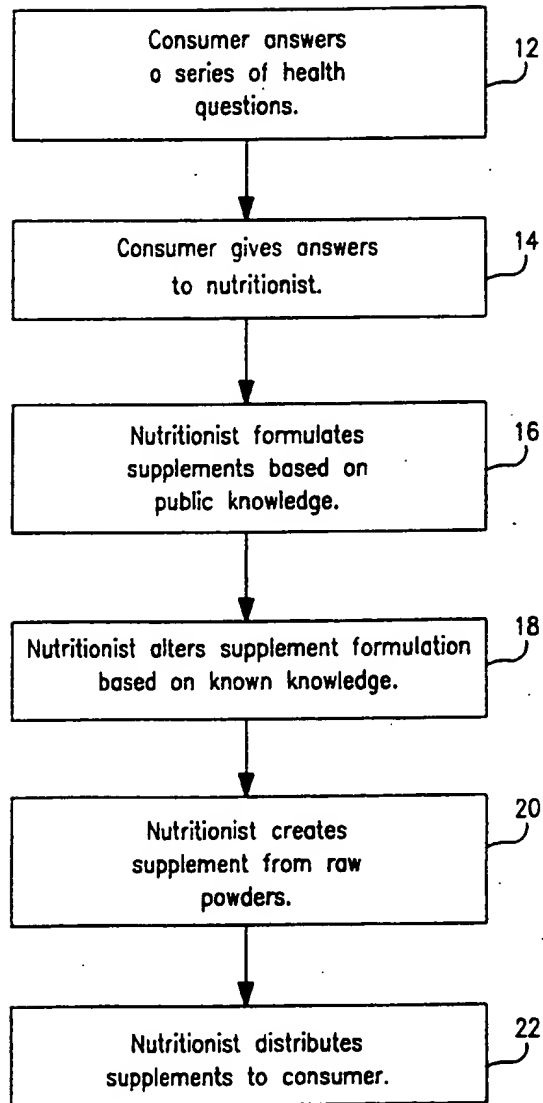 Consumer answers
a series of health
questions.
12
Consumer gives answers
to nutritionist.
14
Nutritionist formulates
supplements based on
public knowledge.
16
Nutritionist alters supplement formulation
based on known knowledge.
18
Nutritionist creates
supplement from raw
powders.
20
Nutritionist distributes
supplements to consumer.
22